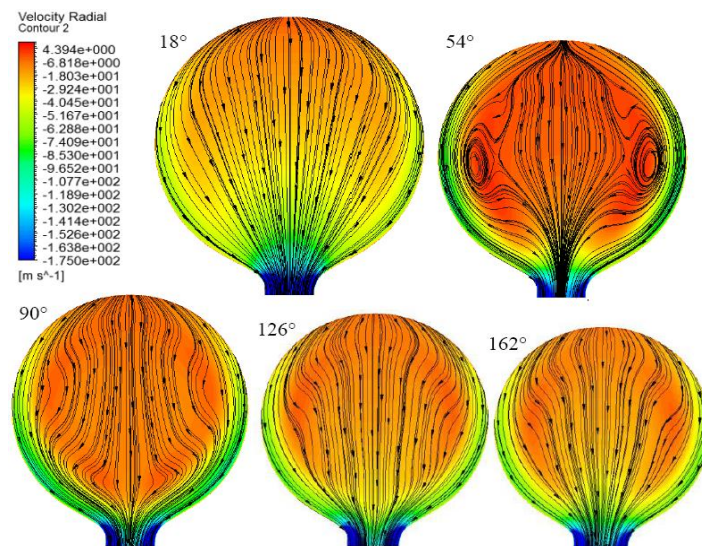 Velocity Radial
Contour 2
4.394e+000
-6.818e+000
-1.803e+001
-2.924e+001
-4.045e+001
-5.167e+001
-6.288e+001
-7.409e+001
-8.530e+001
-9.652e+001
-1.077e+002
-1.189e+002
-1.302e+002
-1.414e+002
-1.526e+002
-1.638e+002
-1.750e+002
[m s^-1]
18°
54°
90°
126°
162°